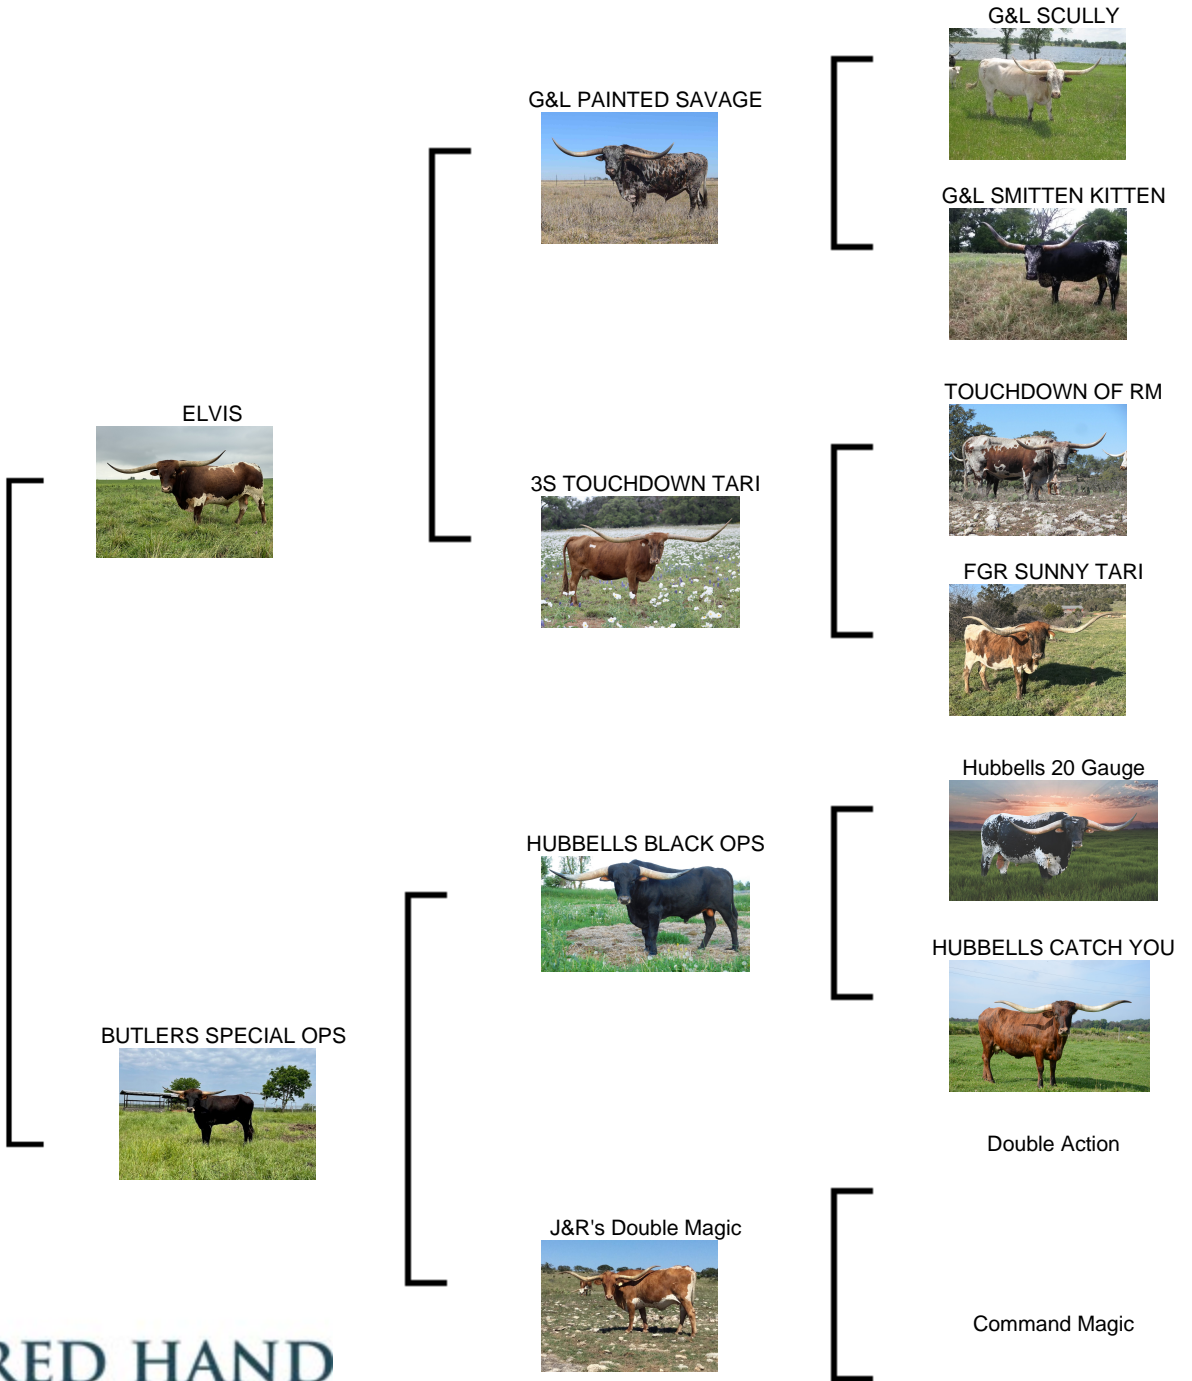 G&L SCULLY
G&L PAINTED SAVAGE
G&L SMITTEN KITTEN
ELVIS
TOUCHDOWN OF RM
3S TOUCHDOWN TARI
FGR SUNNY TARI
Hubbells 20 Gauge
HUBBELLS BLACK OPS
HUBBELLS CATCH YOU
BUTLERS SPECIAL OPS
Double Action
J&R's Double Magic
Command Magic
RED HAND